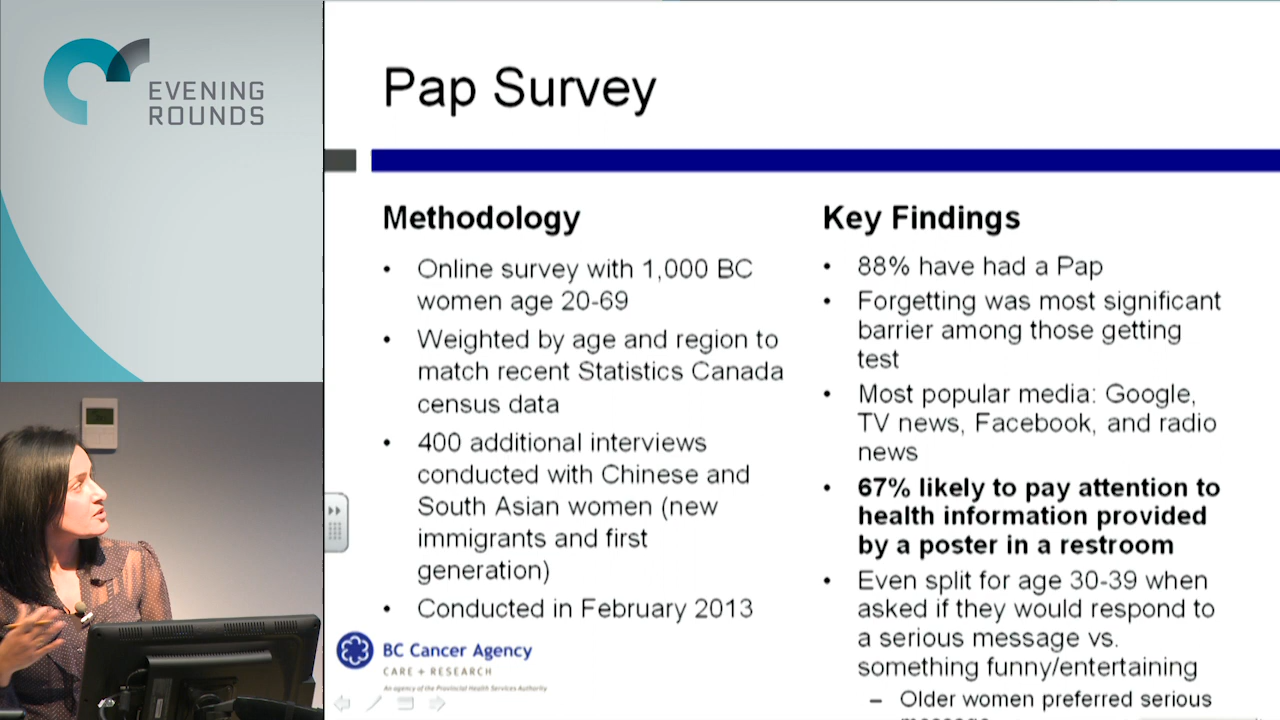 EVENING
ROUNDS
Pap Survey
Methodology
• Online survey with 1,000 BC
women age 20-69
• Weighted by age and region to
match recent Statistics Canada
census data
• 400 additional interviews
conducted with Chinese and
South Asian women (new
immigrants and first
generation)
• Conducted in February 2013
BC Cancer Agency
CARE + RESEARCH
An agency of the Provincial Health Services Authority
Key Findings
• 88% have had a Pap
• Forgetting was most significant
barrier among those getting
test
• Most popular media: Google,
TV news, Facebook, and radio
news
• 67% likely to pay attention to
health information provided
by a poster in a restroom
• Even split for age 30-39 when
asked if they would respond to
a serious message vs.
something funny/entertaining
– Older women preferred serious